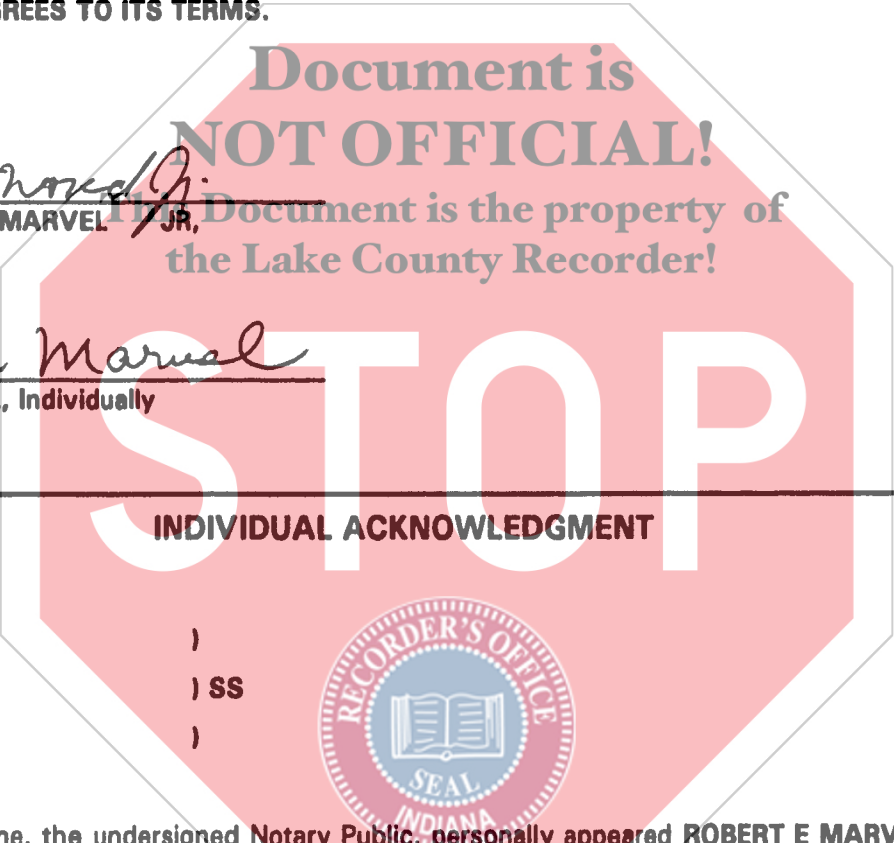 GREES TO ITS TERMS.
Document is
NOT OFFICIAL!
This Document is the property of
the Lake County Recorder!
MARVEL JR,
Marvel
, Individually
STOP
INDIVIDUAL ACKNOWLEDGMENT
)
) SS
)
RECORDER'S OFFICE
SEAL
INDIANA
me, the undersigned Notary Public, personally appeared ROBERT E MARV